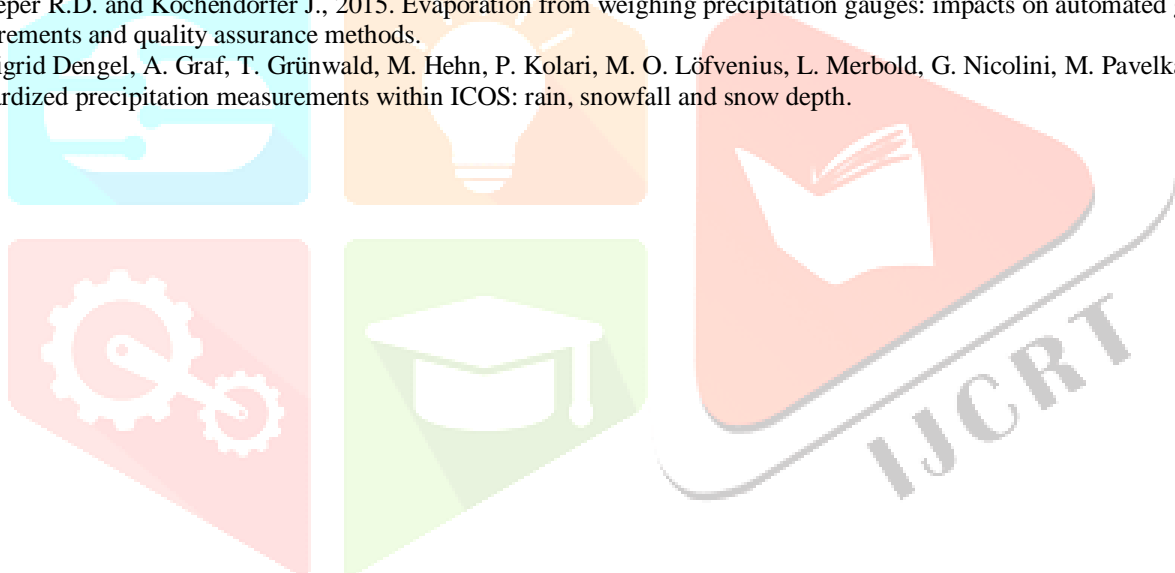 eper R.D. and Kochendorfer J., 2015. Evaporation from weighing precipitation gauges: impacts on automated
rements and quality assurance methods.
igrid Dengel, A. Graf, T. Grünwald, M. Hehn, P. Kolari, M. O. Löfvenius, L. Merbold, G. Nicolini, M. Pavelka
ardized precipitation measurements within ICOS: rain, snowfall and snow depth.
IJCRT